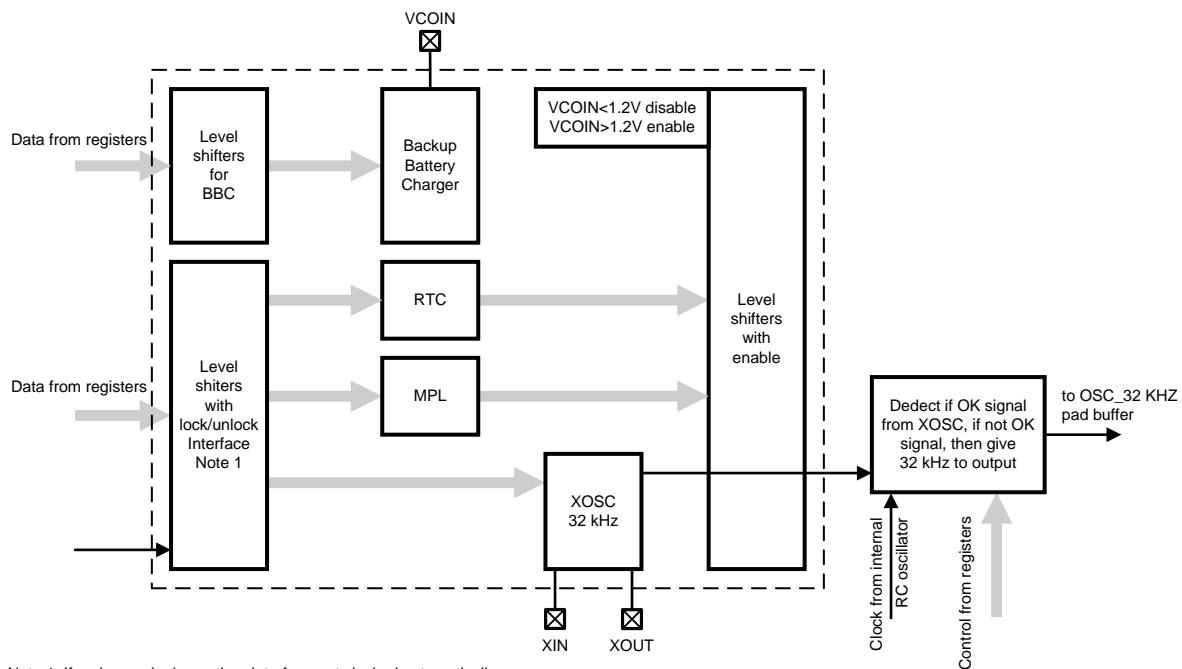 VCOIN
VCOIN<1.2V disable
VCOIN>1.2V enable
Data from registers
Level
shifters
for
BBC
Backup
Battery
Charger
RTC
Level
shifters
with
enable
Data from registers
Level
shiters
with
lock/unlock
Interface
Note 1
MPL
Dedect if OK signal
from XOSC, if not OK
signal, then give
32 kHz to output
to OSC_32 KHZ
pad buffer
XOSC
32 kHz
XIN
XOUT
Clock from internal
RC oscillator
Control from registers